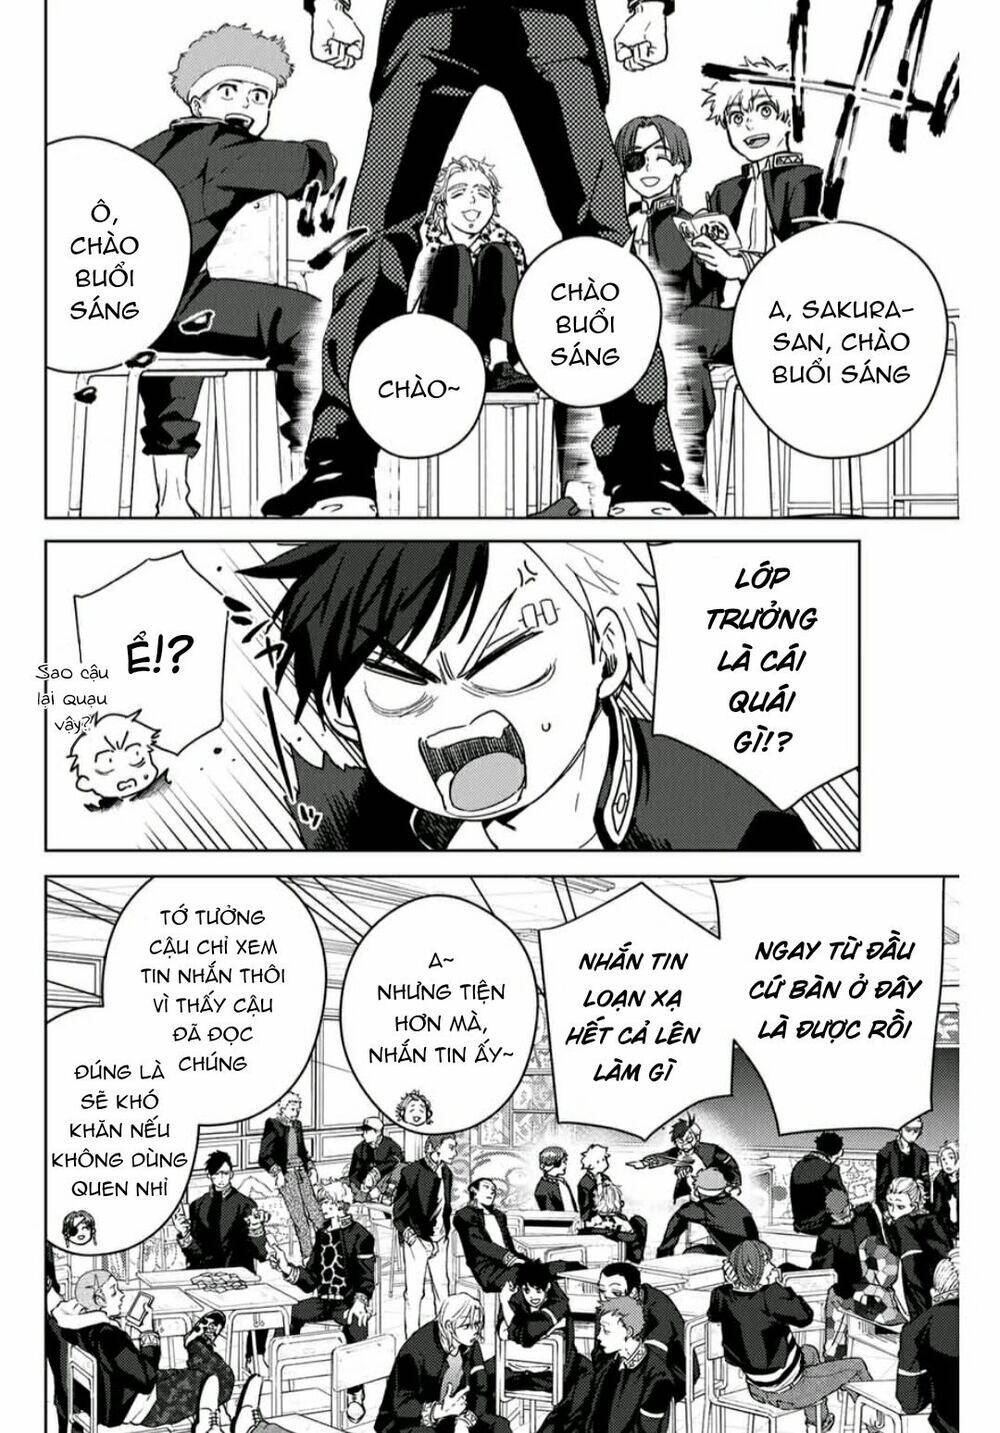 A, SAKURA-
SAN, CHÀO
BUỔI SÁNG
CHÀO
BUỔI
SÁNG
CHÀO~
Ô,
CHÀO
BUỔI
SÁNG
LỚP
TRƯỞNG
LÀ CÁI
QUÁI
GÌ!?
Ể!?
Sao cậu
lại quạu
vậy?
NGAY TỪ ĐẦU
CỨ BÀN Ở ĐÂY
LÀ ĐƯỢC RỒI
NHẮN TIN
LOẠN XẠ
HẾT CẢ LÊN
LÀM GÌ
A~
NHƯNG TIỆN
HƠN MÀ,
NHẮN TIN ẤY~
TỚ TƯỞNG
CẬU CHỈ XEM
TIN NHẮN THÔI
VÌ THẤY CẬU
ĐÃ ĐỌC
CHÚNG
ĐÚNG LÀ
SẼ KHÓ
KHĂN NẾU
KHÔNG DÙNG
QUEN NHỈ